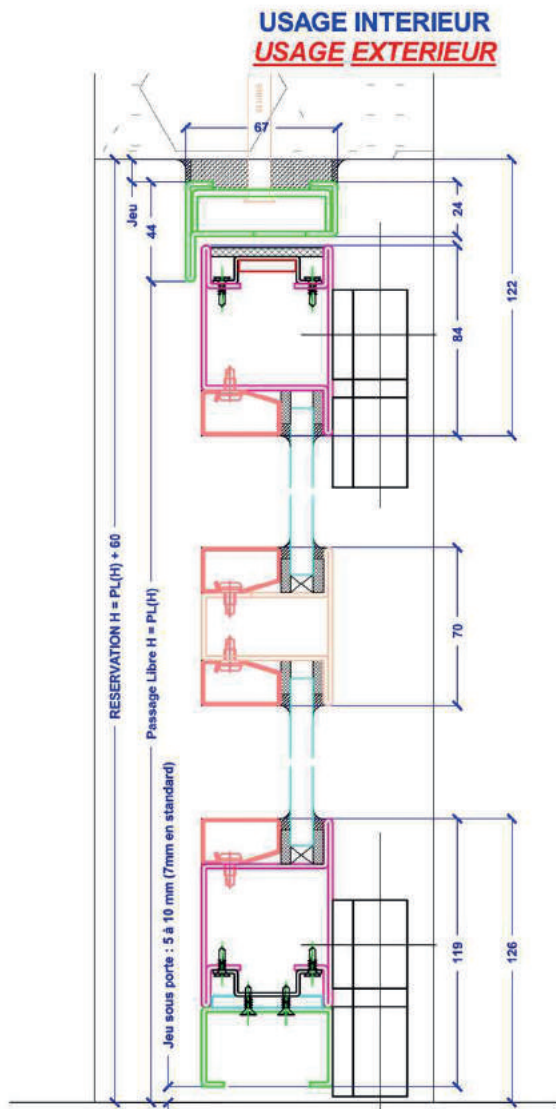 USAGE INTERIEUR
USAGE EXTERIEUR
67
Jeu
44
24
122
84
RESERVATION H = PL(H) + 60
Passage Libre H = PL(H)
70
Jeu sous porte : 5 à 10 mm (7mm en standard)
119
126